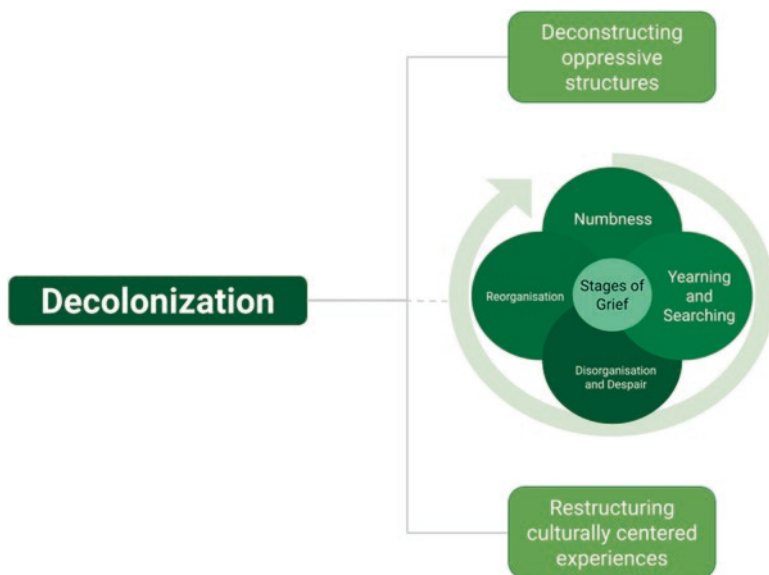 Deconstructing
oppressive
structures
Decolonization
Numbness
Yearning
and
Searching
Stages of
Grief
Reorganisation
Disorganisation
and Despair
Restructuring
culturally centered
experiences